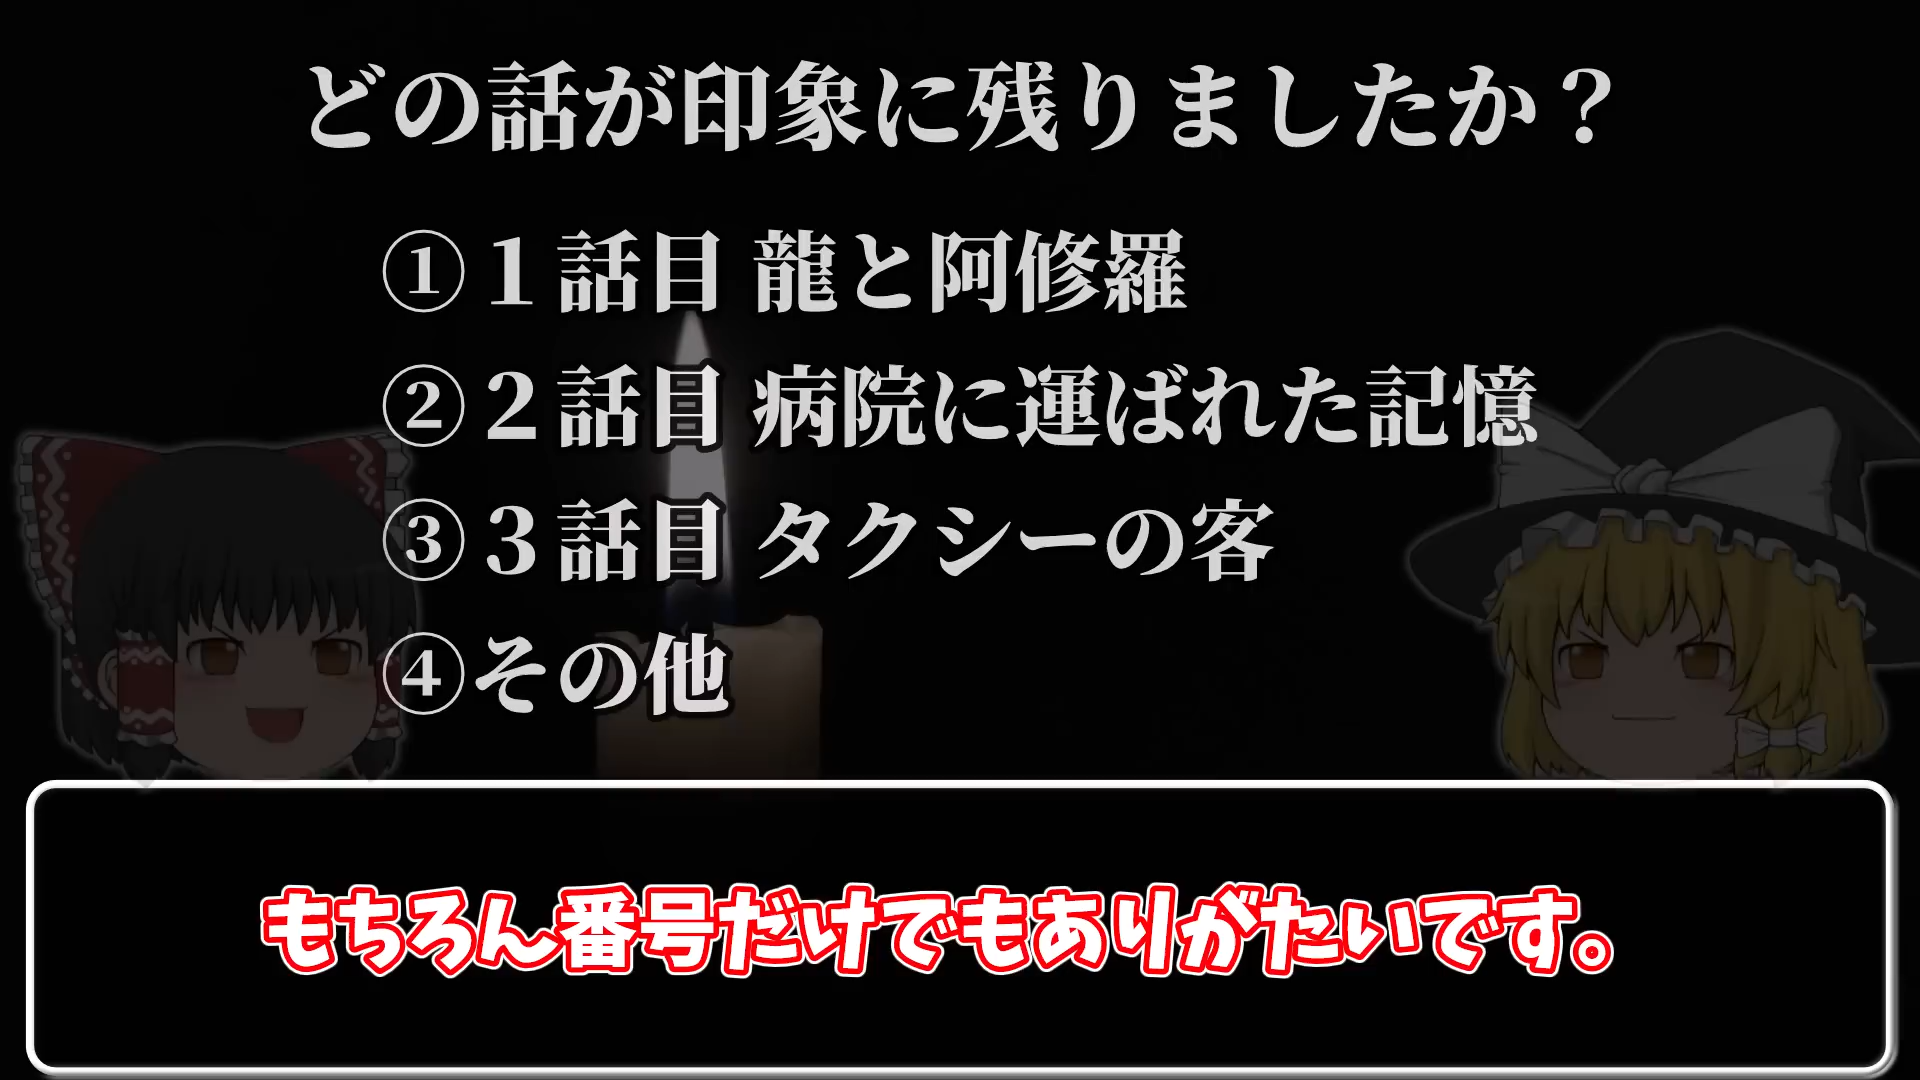 どの話が印象に残りましたか？
①１話目 龍と阿修羅
②２話目 病院に運ばれた記憶
③３話目 タクシーの客
④その他
もちろん番号だけでもありがたいです。